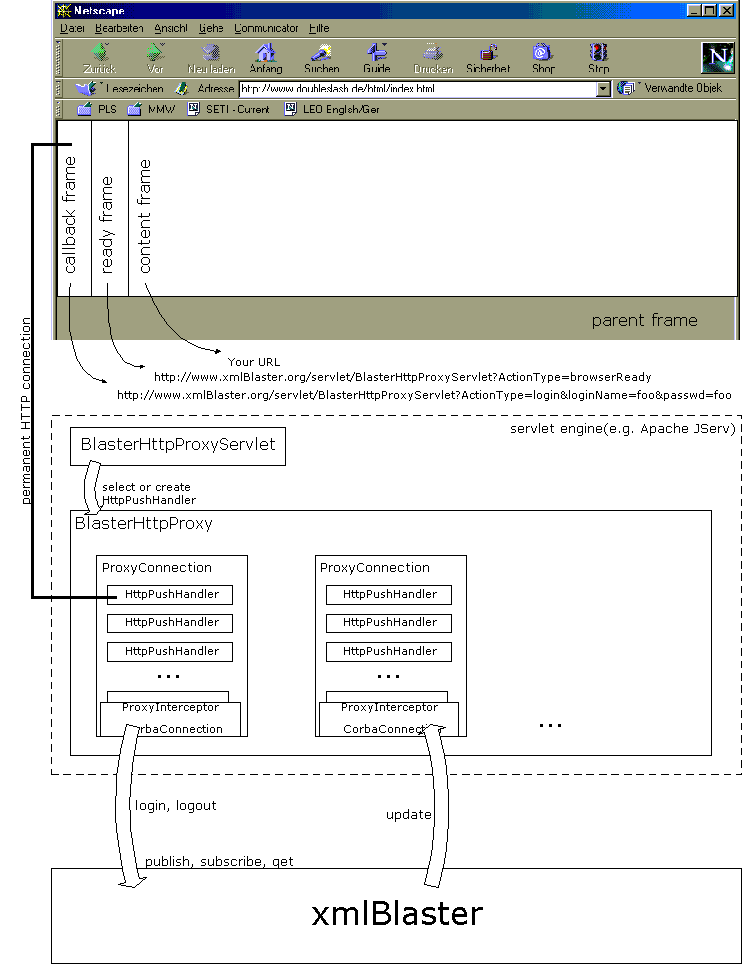 Netscape
Datei Bearbeiten Ansicht Gehe Communicator Hilfe
Zurück Vor Neu laden Anfang Suchen Guide Drucken Sicherheit Shop Stop
N
Lesezeichen Adresse http://www.doubleslash.de/html/index.html Verwandte Objek
PLS MMW SETI - Current LEO English/Ger
callback frame
ready frame
content frame
parent frame
permanent HTTP connection
Your URL
http://www.xmlBlaster.org/servlet/BlasterHttpProxyServlet?ActionType=browserReady
http://www.xmlBlaster.org/servlet/BlasterHttpProxyServlet?ActionType=login&loginName=foo&passwd=foo
servlet engine(e.g. Apache JServ)
BlasterHttpProxyServlet
select or create
HttpPushHandler
BlasterHttpProxy
ProxyConnection ProxyConnection
HttpPushHandler HttpPushHandler
HttpPushHandler HttpPushHandler
HttpPushHandler HttpPushHandler
... ...
ProxyInterceptor ProxyInterceptor
orbaConnection CorbaConnection
...
login, logout
update
publish, subscribe, get
xmlBlaster